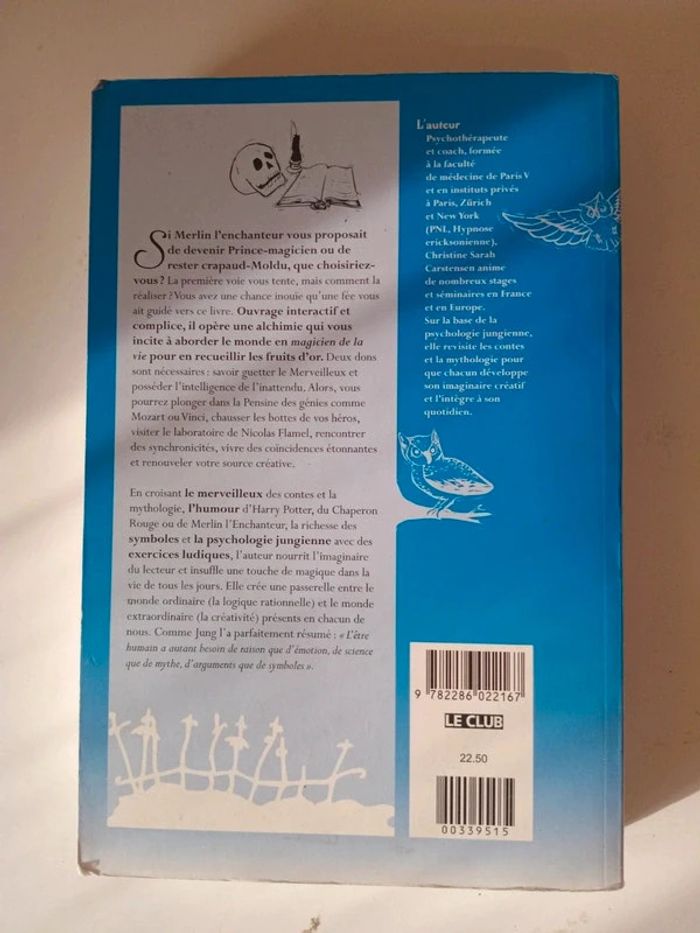 Si Merlin l'enchanteur vous proposait
de devenir Prince-magicien ou de
rester crapaud-Moldu, que choisiriez-
vous ? La première voie vous tente, mais comment la
réaliser ? Vous avez une chance inouïe qu'une fée vous
ait guidé vers ce livre. Ouvrage interactif et
complice, il opère une alchimie qui vous
incite à aborder le monde en magicien de la
vie pour en recueillir les fruits d'or. Deux dons
sont nécessaires : savoir guetter le Merveilleux et
posséder l'intelligence de l'inattendu. Alors, vous
pourrez plonger dans la Pensine des génies comme
Mozart ou Vinci, chausser les bottes de vos héros,
visiter le laboratoire de Nicolas Flamel, rencontrer
des synchronicités, vivre des coïncidences étonnantes
et renouveler votre source créative.
En croisant le merveilleux des contes et la
mythologie, l'humour d'Harry Potter, du Chaperon
Rouge ou de Merlin l'Enchanteur, la richesse des
symboles et la psychologie jungienne avec des
exercices ludiques, l'auteur nourrit l'imaginaire
du lecteur et insuffle une touche de magique dans la
vie de tous les jours. Elle crée une passerelle entre le
monde ordinaire (la logique rationnelle) et le monde
extraordinaire (la créativité) présents en chacun de
nous. Comme Jung l'a parfaitement résumé : « L'être
humain a autant besoin de raison que d'émotion, de science
que de mythe, d'arguments que de symboles ».
L'auteur
Psychothérapeute
et coach, formée
à la faculté
de médecine de Paris V
et en instituts privés
à Paris, Zürich
et New York
(PNL, Hypnose
ericksonienne),
Christine Sarah
Carstensen anime
de nombreux stages
et séminaires en France
et en Europe.
Sur la base de la
psychologie jungienne,
elle revisite les contes
et la mythologie pour
que chacun développe
son imaginaire créatif
et l'intègre à son
quotidien.
9 782286 022167
LE CLUB
22.50
00339515